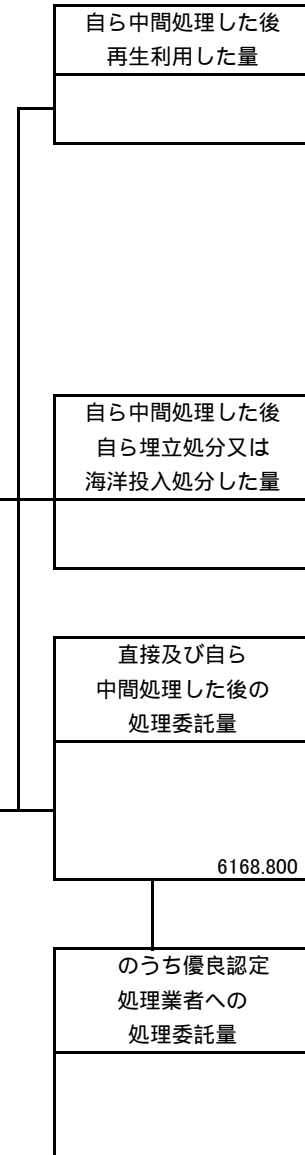 自ら中間処理した後
再生利用した量
自ら中間処理した後
自ら埋立処分又は
海洋投入処分した量
直接及び自ら
中間処理した後の
処理委託量
6168.800
のうち優良認定
処理業者への
処理委託量